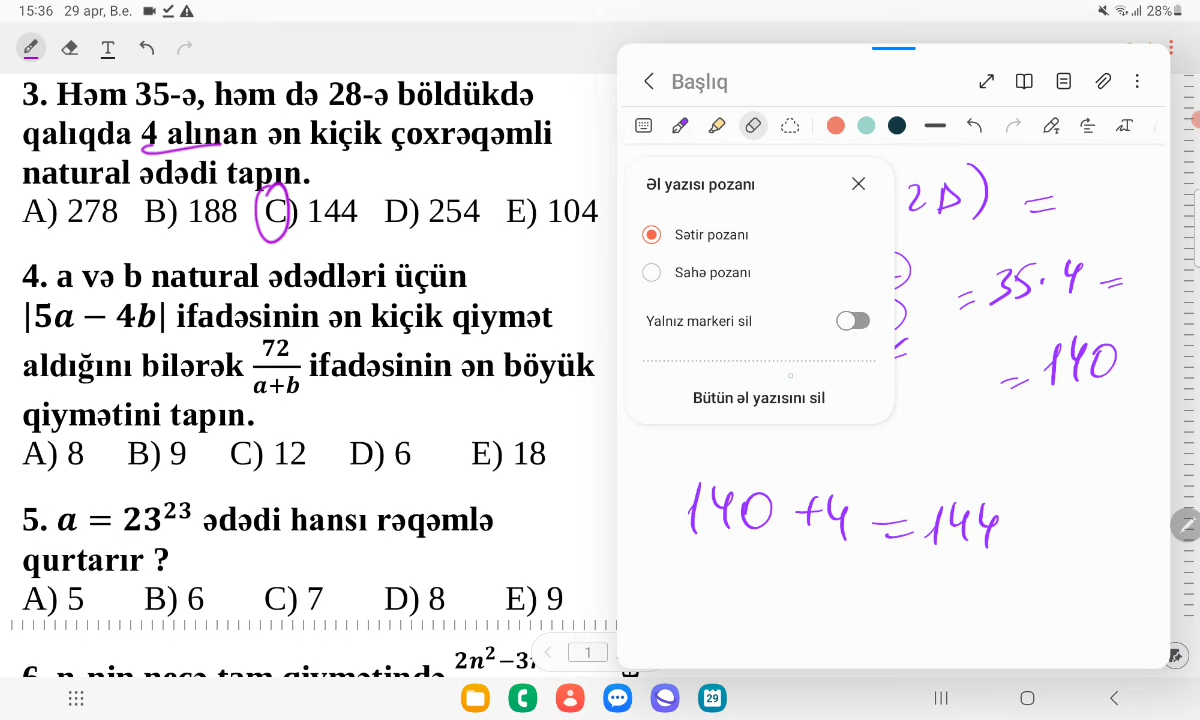 15:36 29 apr, B.e.
28%
3. Həm 35-ə, həm də 28-ə böldükdə
qalıqda 4 alınan ən kiçik çoxrəqəmli
natural ədədi tapın.
A) 278 B) 188 C) 144 D) 254 E) 104
4. a və b natural ədədləri üçün
|5a − 4b| ifadəsinin ən kiçik qiymət
aldığını bilərək 72/a+b ifadəsinin ən böyük
qiymətini tapın.
A) 8 B) 9 C) 12 D) 6 E) 18
5. a = 23²³ ədədi hansı rəqəmlə
qurtarır ?
A) 5 B) 6 C) 7 D) 8 E) 9
2n²−3
1
Başlıq
Əl yazısı pozanı
Sətir pozanı
Sahə pozanı
Yalnız markeri sil
Bütün əl yazısını sil
) =
= 35·4 =
= 140
140 + 4 = 144
29